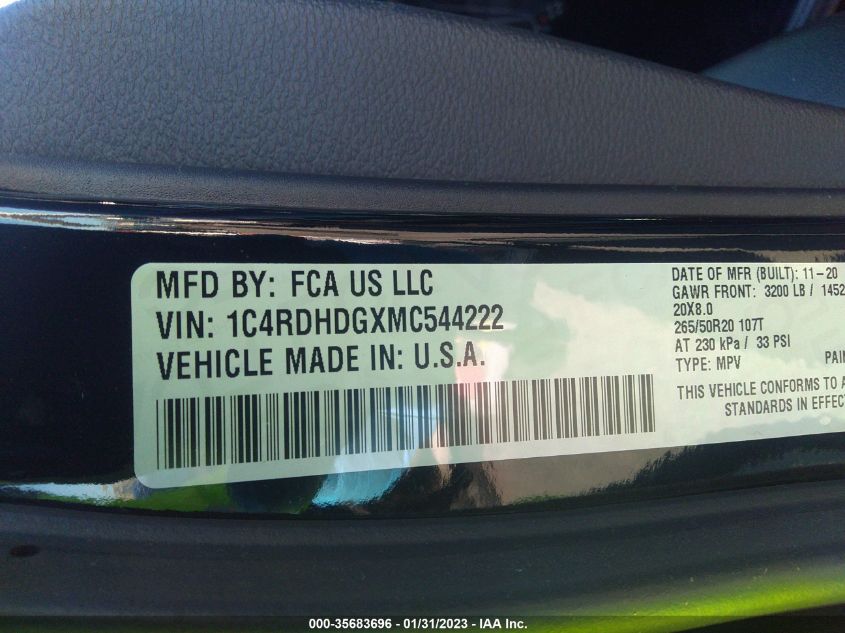 MFD BY: FCA US LLC
VIN: 1C4RDHDGXMC544222
VEHICLE MADE IN: U.S.A.
DATE OF MFR (BUILT): 11-20
GAWR FRONT: 3200 LB / 1452
20X8.0
265/50R20 107T
AT 230 kPa / 33 PSI
TYPE: MPV
THIS VEHICLE CONFORMS TO
STANDARDS IN
000-35683696 - 01/31/2023 - IAA Inc.